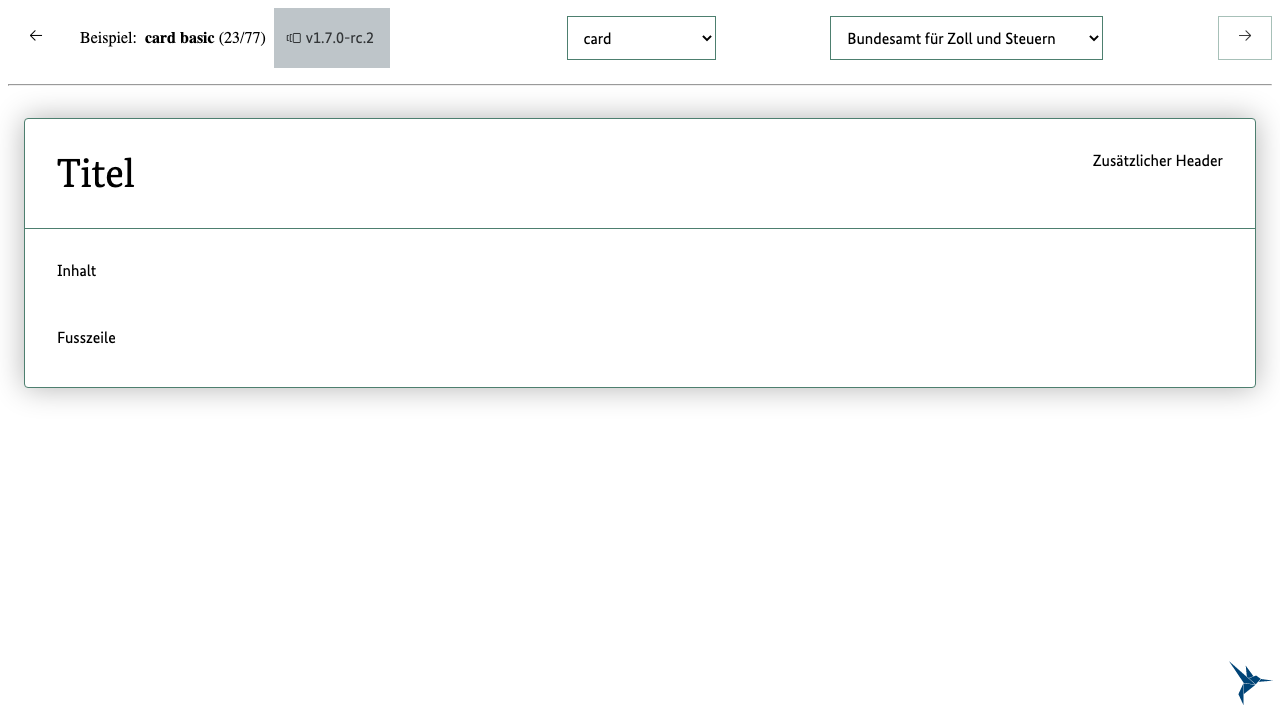 Beispiel: card basic (23/77) v1.7.0-rc.2 card Bundesamt für Zoll und Steuern
Titel
Zusätzlicher Header
Inhalt
Fusszeile